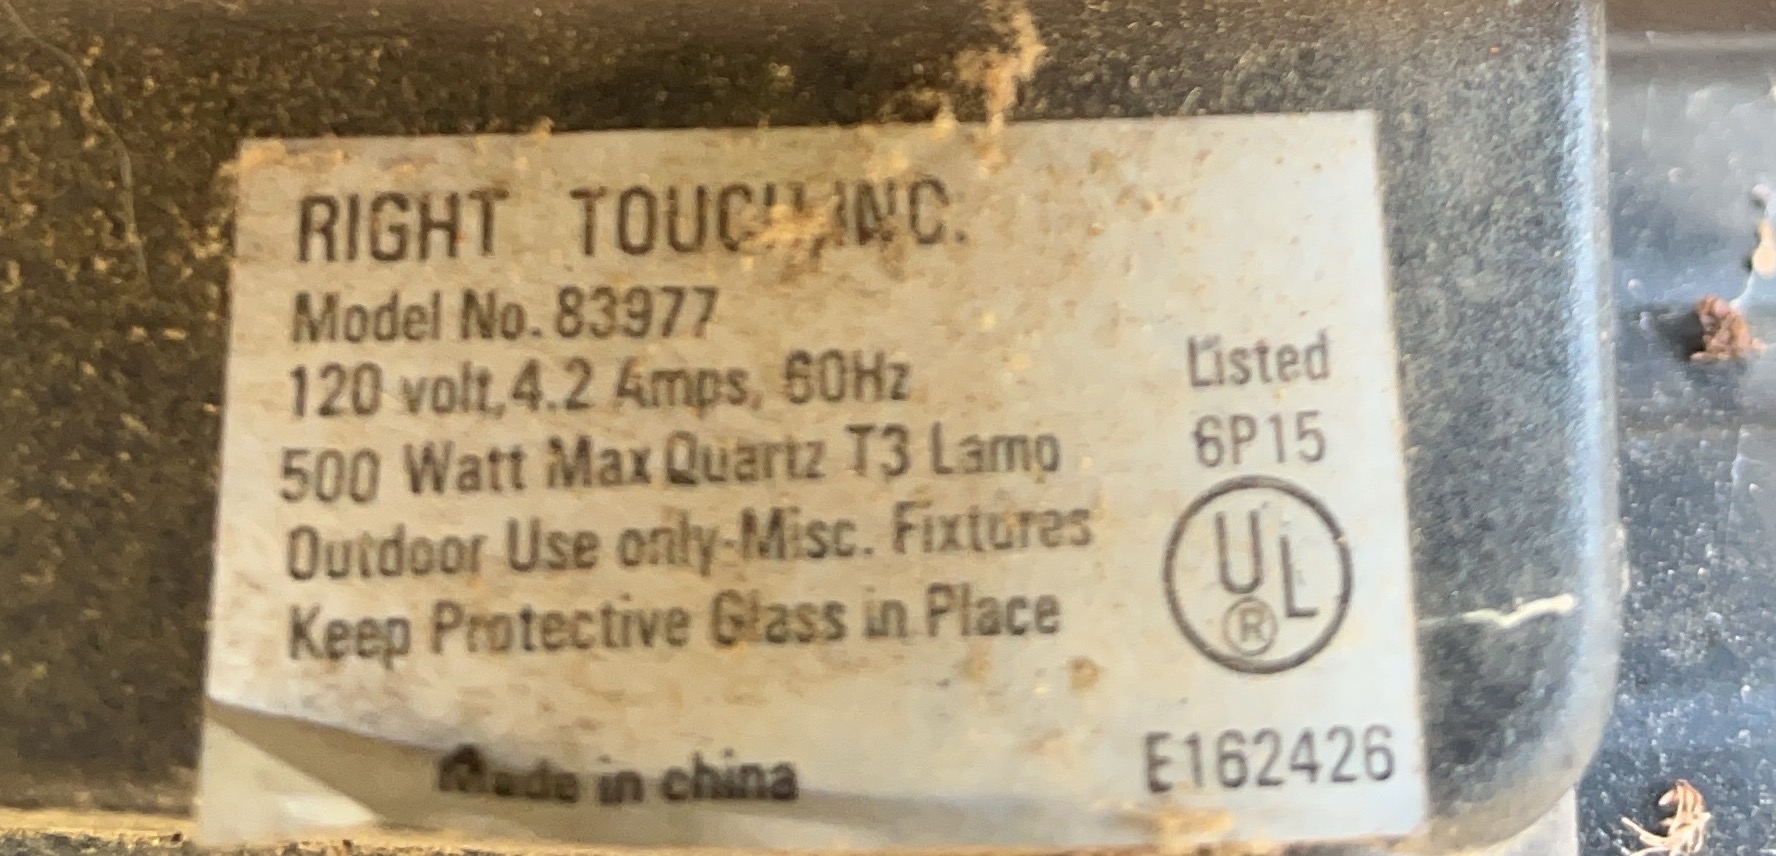 RIGHT TOUCH INC.
Model No. 83977
120 volt, 4.2 Amps, 60Hz
500 Watt Max Quartz T3 Lamp
Outdoor Use only-Misc. Fixtures
Keep Protective Glass in Place
Made in china
Listed
6P15
UL
®
E162426